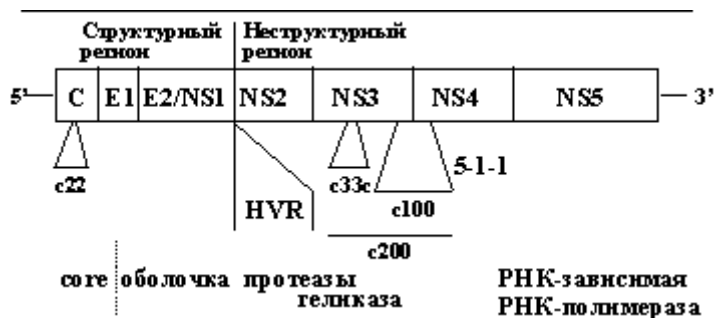 Структурный регион
Неструктурный регион
5' C E1 E2/NS1 NS2 NS3 NS4 NS5 3'
c22
HVR
c33c
c100
5-1-1
c200
core оболочка протеазы
геликаза
РНК-зависимая
РНК-полимераза